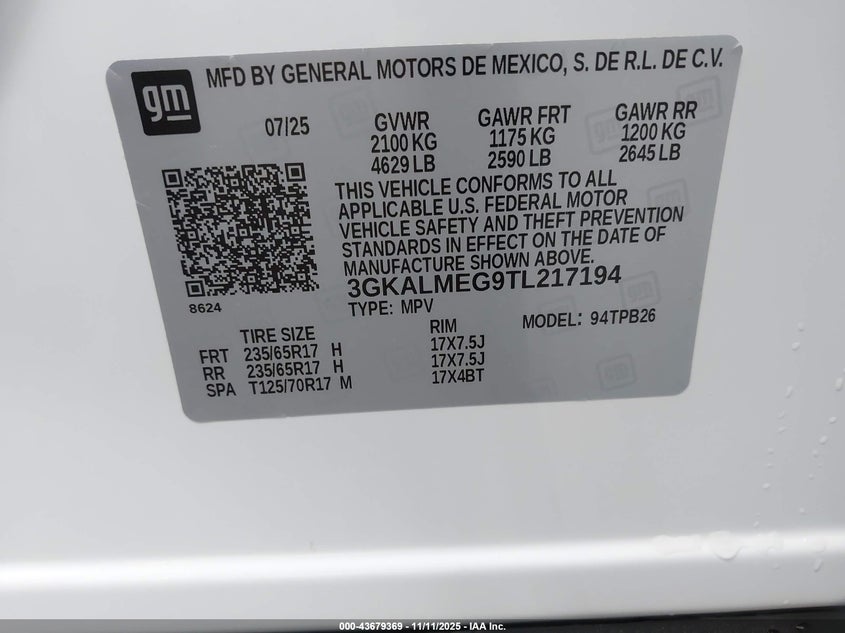 gm
MFD BY GENERAL MOTORS DE MEXICO, S. DE R.L. DE C.V.
07/25
GVWR GAWR FRT GAWR RR
2100 KG 1175 KG 1200 KG
4629 LB 2590 LB 2645 LB
THIS VEHICLE CONFORMS TO ALL
APPLICABLE U.S. FEDERAL MOTOR
VEHICLE SAFETY AND THEFT PREVENTION
STANDARDS IN EFFECT ON THE DATE OF
MANUFACTURE SHOWN ABOVE.
3GKALMEG9TL217194
8624
TYPE: MPV
MODEL: 94TPB26
TIRE SIZE RIM
FRT 235/65R17 H 17X7.5J
RR 235/65R17 H 17X7.5J
SPA T125/70R17 M 17X4BT
000-43679369 - 11/11/2025 - IAA Inc.